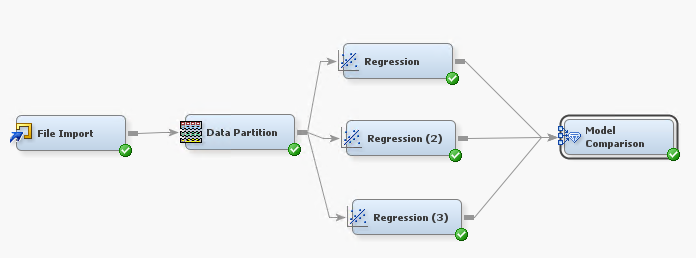 File Import
Data Partition
Regression
Regression (2)
Regression (3)
Model
Comparison